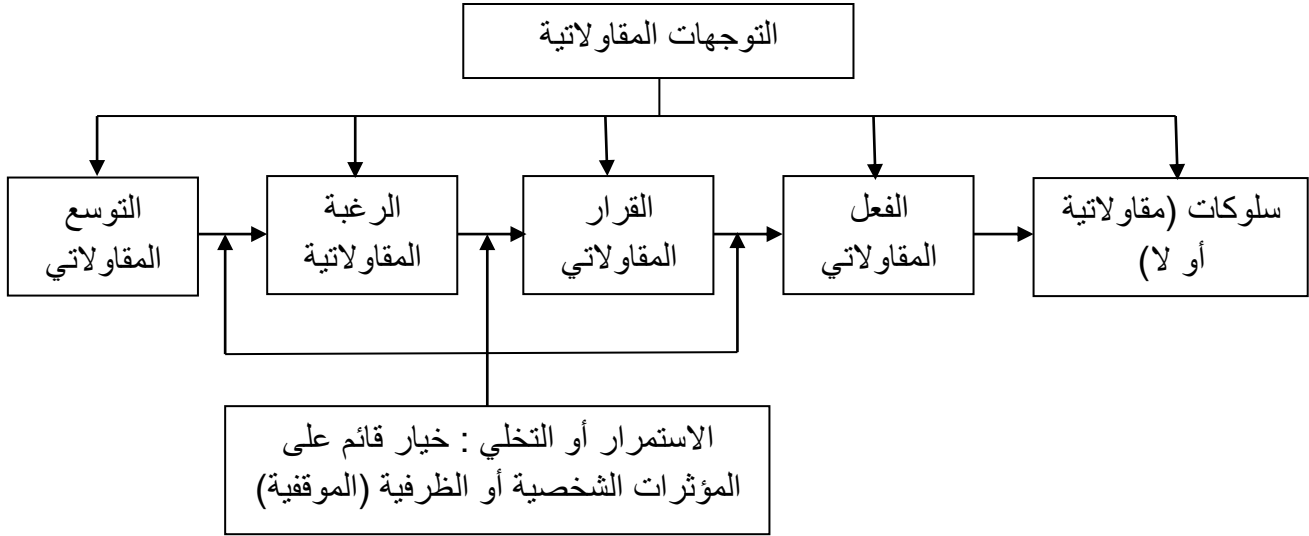 التوجهات المقاولاتية
التوسع
المقاولاتي
الرغبة
المقاولاتية
القرار
المقاولاتي
الفعل
المقاولاتي
سلوكات (مقاولاتية
أو لا)
الاستمرار أو التخلي : خيار قائم على
المؤثرات الشخصية أو الظرفية (الموقفية)